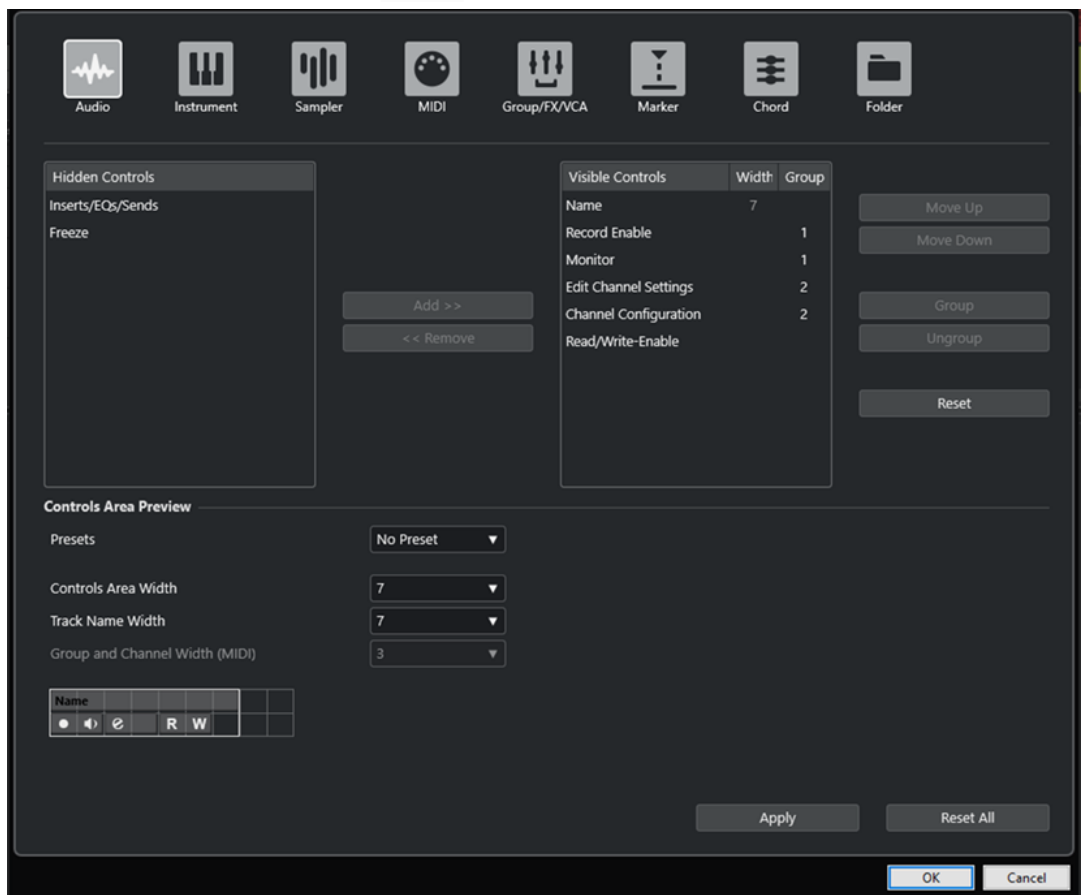 Audio Instrument Sampler MIDI Group/FX/VCA Marker Chord Folder
Hidden Controls
Inserts/EQs/Sends
Freeze
Add >>
<< Remove
Visible Controls Width Group
Name 7
Record Enable 1
Monitor 1
Edit Channel Settings 2
Channel Configuration 2
Read/Write-Enable
Move Up
Move Down
Group
Ungroup
Reset
Controls Area Preview
Presets No Preset
Controls Area Width 7
Track Name Width 7
Group and Channel Width (MIDI) 3
Name
e R W
Apply Reset All
OK Cancel